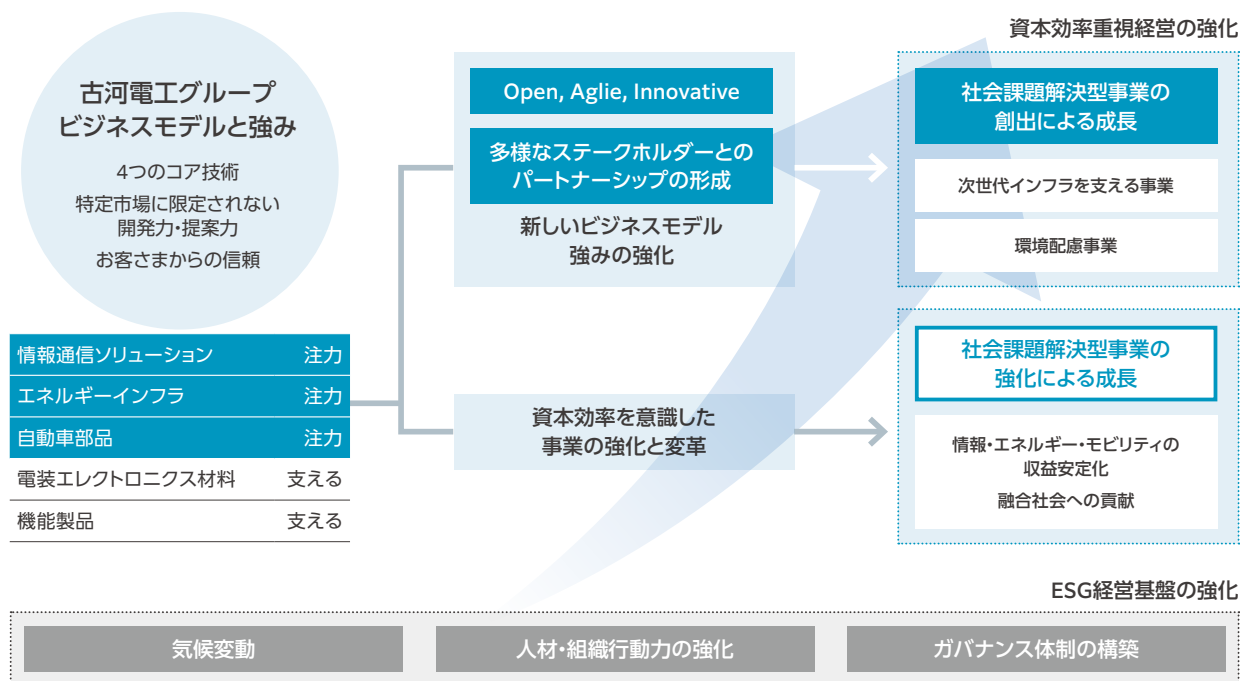 古河電工グループ
ビジネスモデルと強み
4つのコア技術
特定市場に限定されない
開発力・提案力
お客さまからの信頼
情報通信ソリューション 注力
エネルギーインフラ 注力
自動車部品 注力
電装エレクトロニクス材料 支える
機能製品 支える
Open, Aglie, Innovative
多様なステークホルダーとの
パートナーシップの形成
新しいビジネスモデル
強みの強化
資本効率を意識した
事業の強化と変革
資本効率重視経営の強化
社会課題解決型事業の
創出による成長
次世代インフラを支える事業
環境配慮事業
社会課題解決型事業の
強化による成長
情報・エネルギー・モビリティの
収益安定化
融合社会への貢献
ESG経営基盤の強化
気候変動
人材・組織行動力の強化
ガバナンス体制の構築